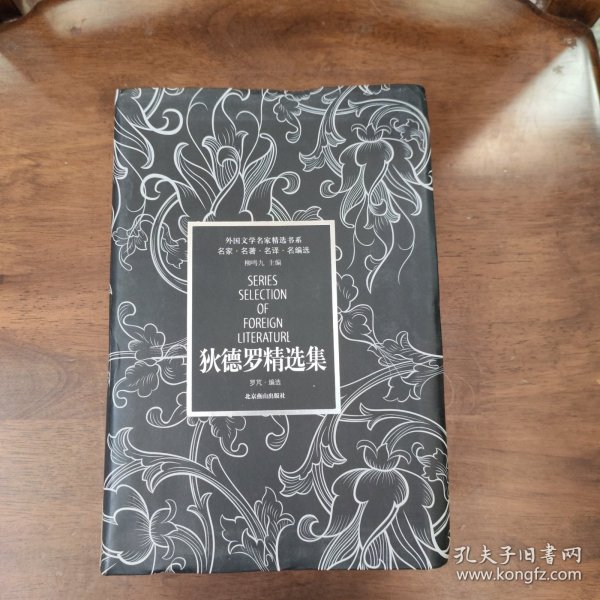 外国文学名家精选书系
名家·名著·名译·名编选
柳鸣九 主编
SERIES
SELECTION
OF
FOREIGN
LITERATURL
狄德罗精选集
罗芃·编选
北京燕山出版社
孔夫子旧书网
www.kongfz.com